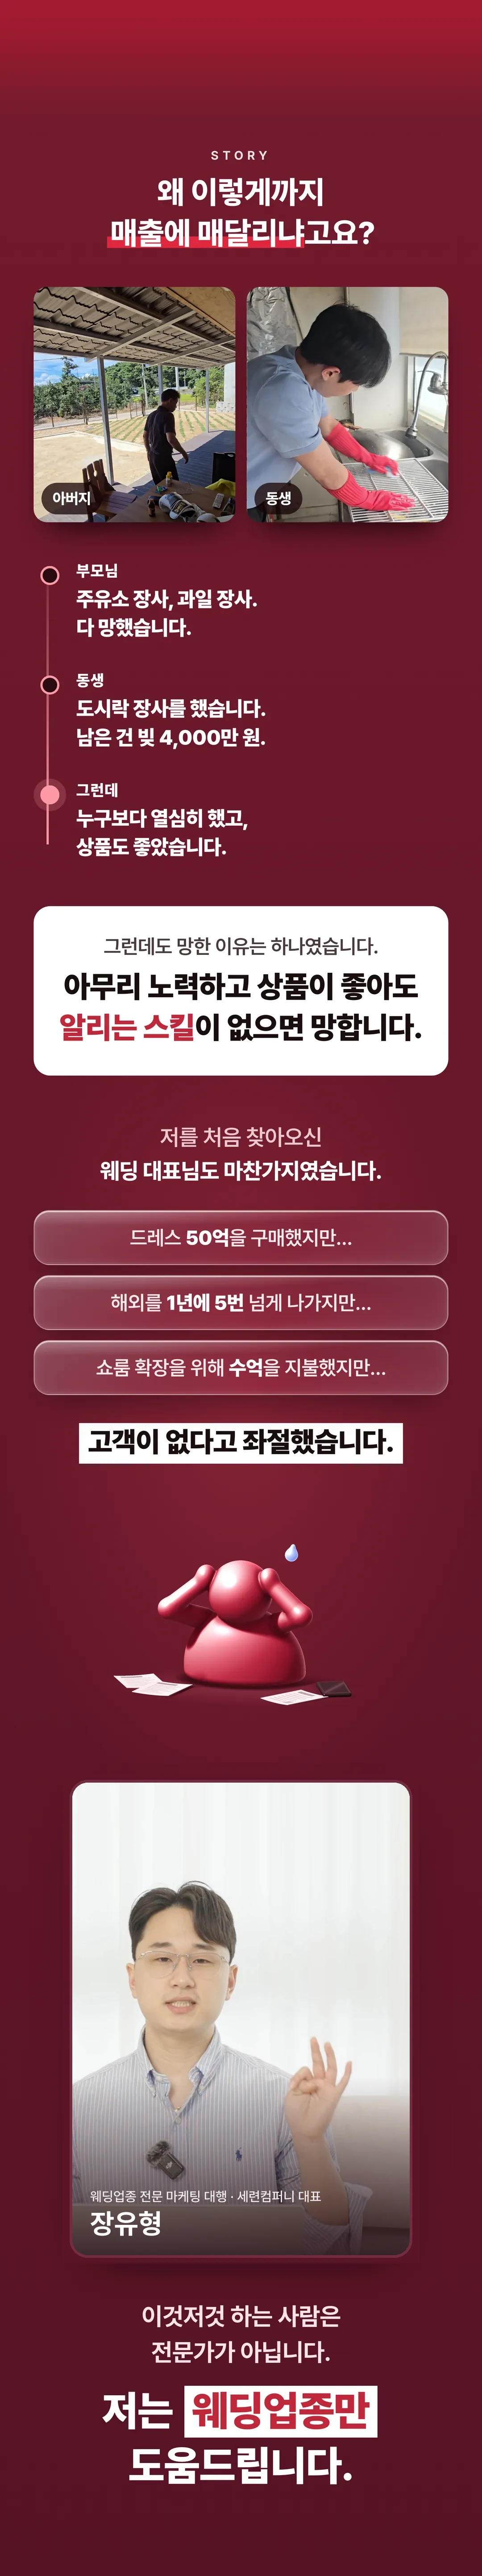 STORY
왜 이렇게까지
매출에 매달리냐고요?
아버지
동생
부모님
주유소 장사, 과일 장사.
다 망했습니다.
동생
도시락 장사를 했습니다.
남은 건 빚 4,000만 원.
그런데
누구보다 열심히 했고,
상품도 좋았습니다.
그런데도 망한 이유는 하나였습니다.
아무리 노력하고 상품이 좋아도
알리는 스킬이 없으면 망합니다.
저를 처음 찾아오신
웨딩 대표님도 마찬가지였습니다.
드레스 50억을 구매했지만...
해외를 1년에 5번 넘게 나가지만...
쇼룸 확장을 위해 수억을 지불했지만...
고객이 없다고 좌절했습니다.
웨딩업종 전문 마케팅 대행 · 세련컴퍼니 대표
장유형
이것저것 하는 사람은
전문가가 아닙니다.
저는 웨딩업종만
도움드립니다.